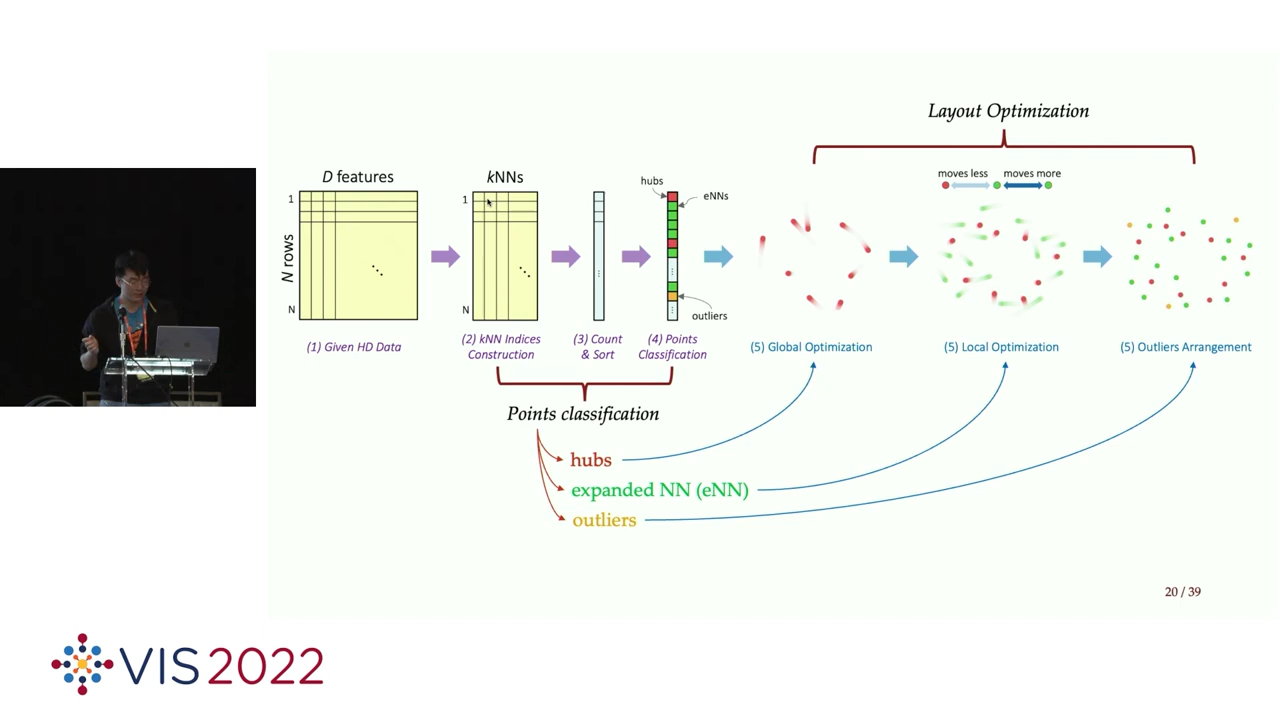 Layout Optimization
D features
kNNs
moves less
moves more
hubs
eNNs
1
1
N rows
N
N
outliers
(1) Given HD Data
(2) kNN Indices
Construction
(3) Count
& Sort
(4) Points
Classification
(5) Global Optimization
(5) Local Optimization
(5) Outliers Arrangement
Points classification
hubs
expanded NN (eNN)
outliers
20 / 39
VIS2022